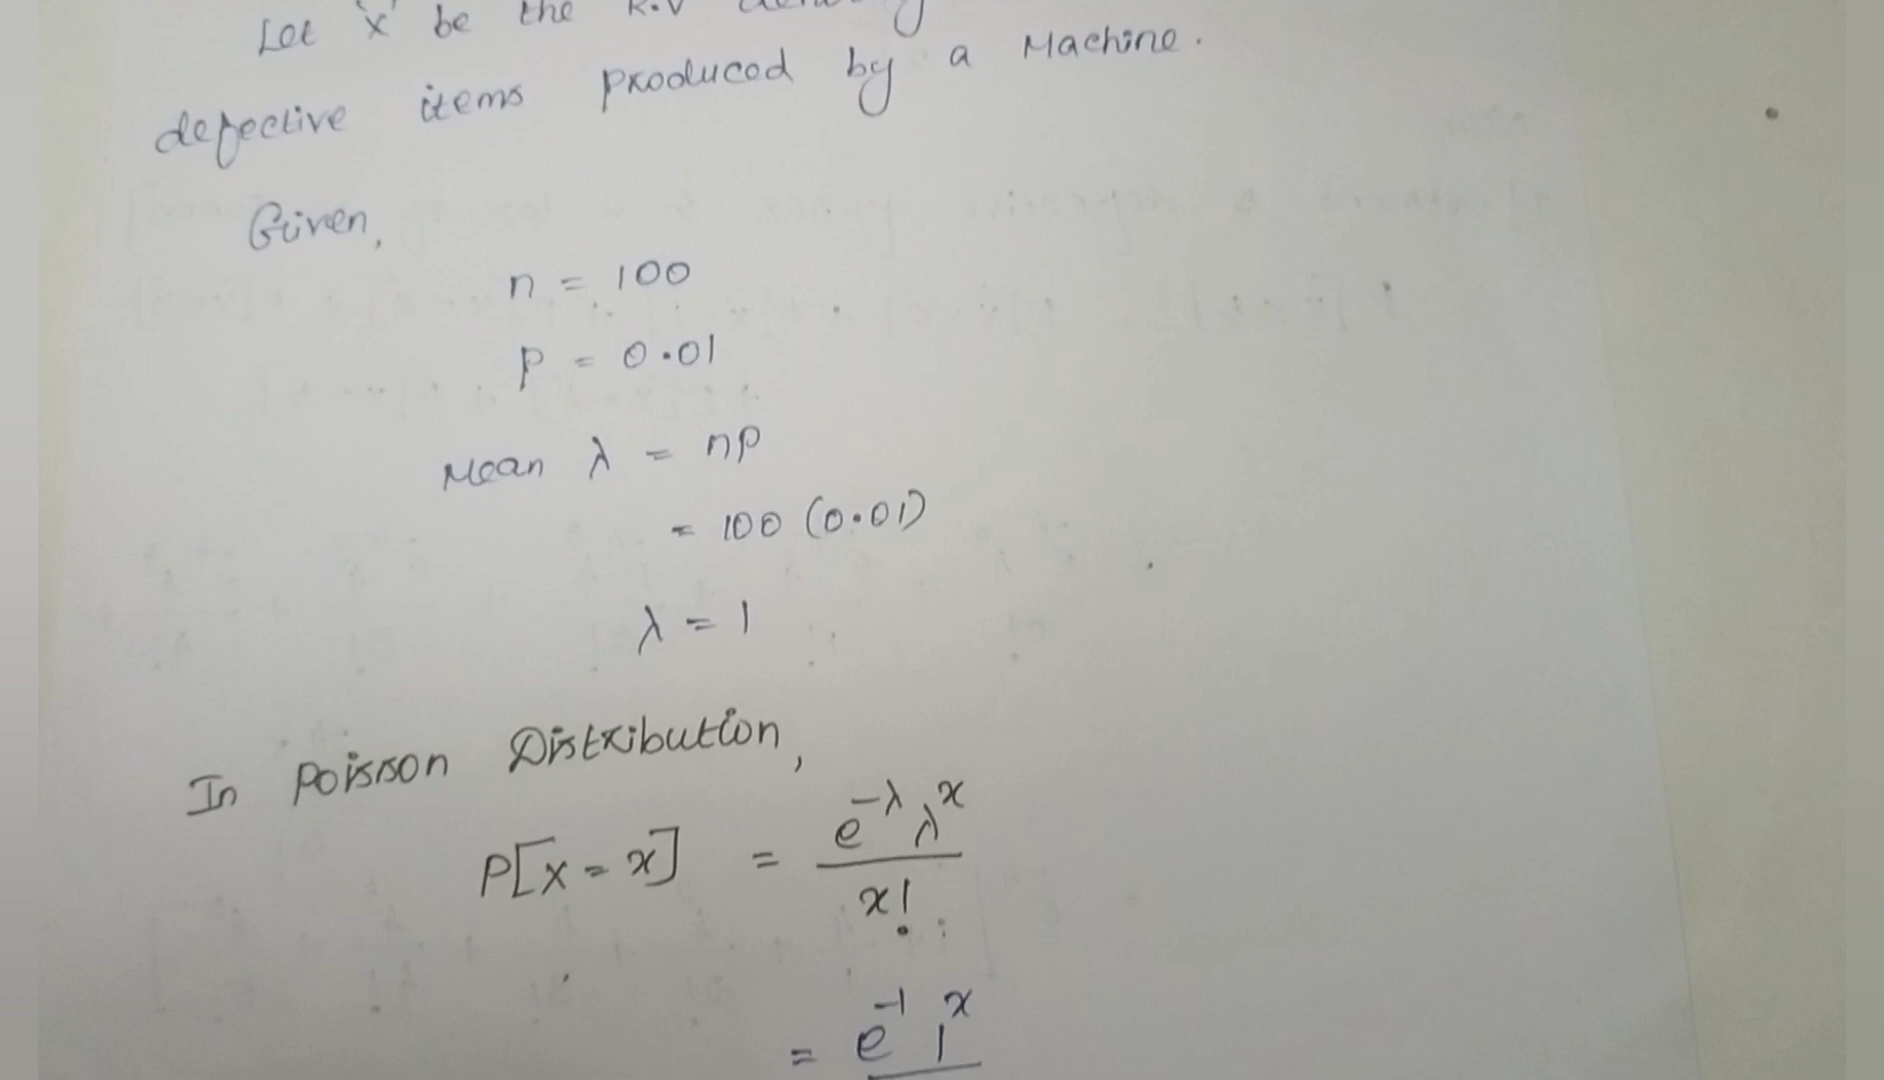 Let 'x' be the R.V
defective items produced by a Machine.
Given,
n = 100
P = 0.01
Mean λ = np
= 100 (0.01)
λ = 1
In Poisson Distribution,
P[x = x] = e^{-λ} λ^x / x!
= e^{-1} 1^x